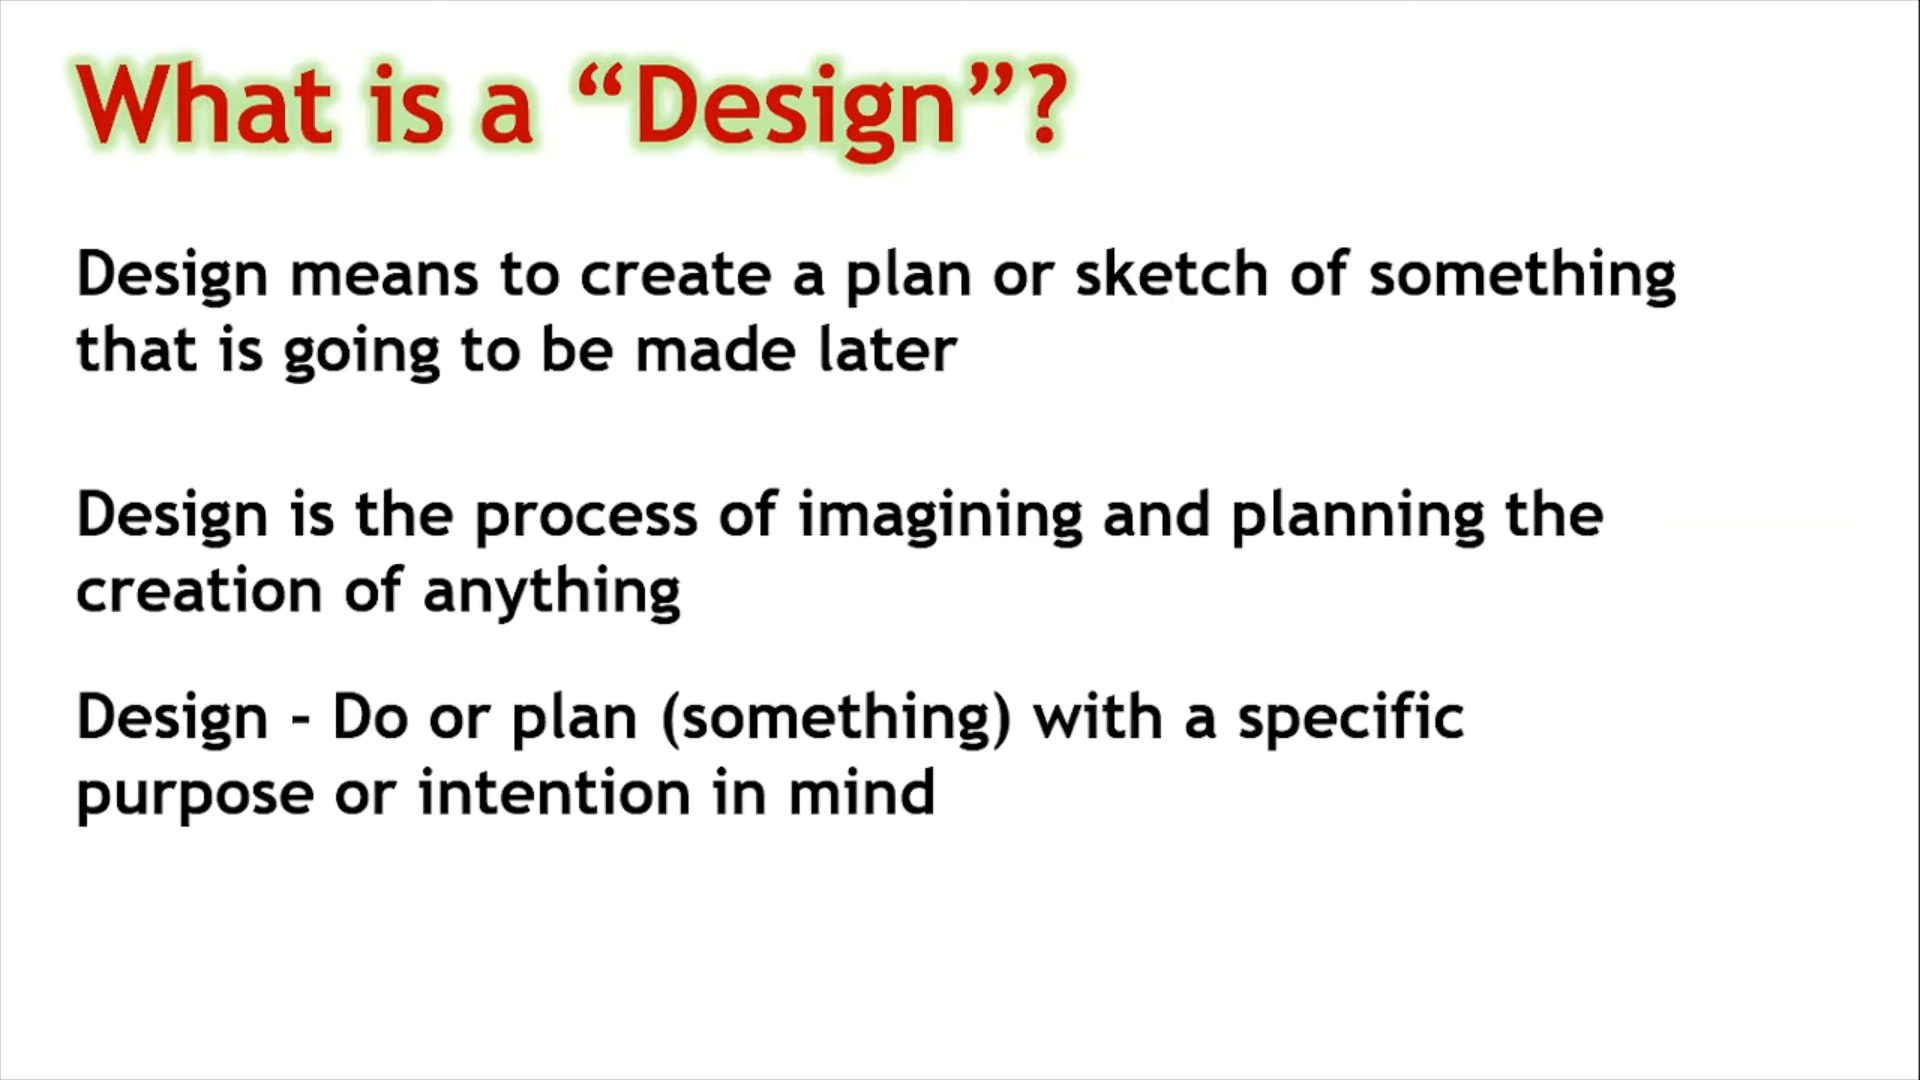 What is a “Design”?
Design means to create a plan or sketch of something
that is going to be made later
Design is the process of imagining and planning the
creation of anything
Design - Do or plan (something) with a specific
purpose or intention in mind